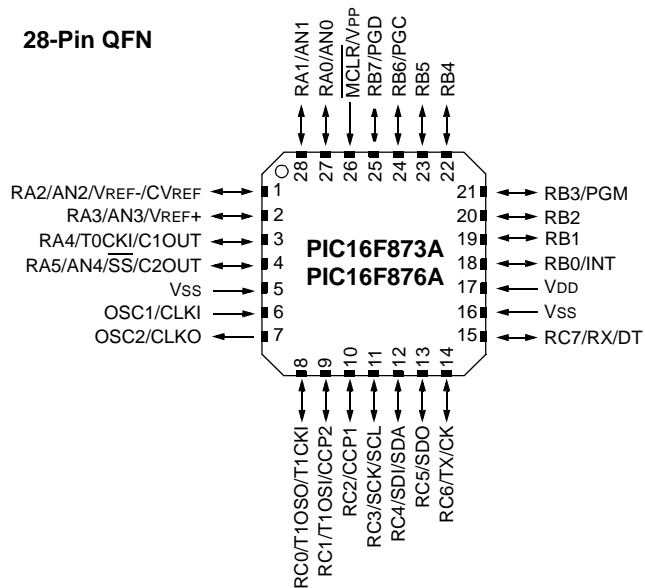 28-Pin QFN
RA1/AN1
RA0/AN0
MCLR/VPP
RB7/PGD
RB6/PGC
RB5
RB4
28
27
26
25
24
23
22
RA2/AN2/VREF-/CVREF
1
RA3/AN3/VREF+
2
RA4/T0CKI/C1OUT
3
RA5/AN4/SS/C2OUT
4
VSS
5
OSC1/CLKI
6
OSC2/CLKO
7
PIC16F873A
PIC16F876A
21
RB3/PGM
20
RB2
19
RB1
18
RB0/INT
17
VDD
16
VSS
15
RC7/RX/DT
8
9
10
11
12
13
14
RC0/T1OSO/T1CKI
RC1/T1OSI/CCP2
RC2/CCP1
RC3/SCK/SCL
RC4/SDI/SDA
RC5/SDO
RC6/TX/CK